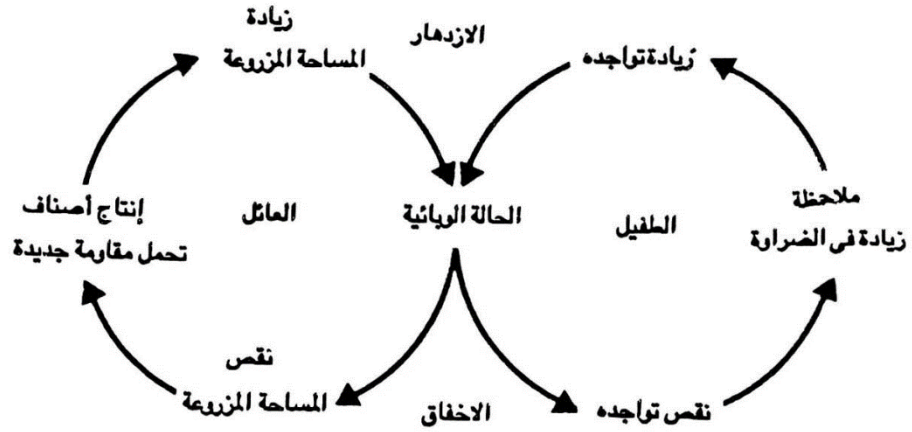 زيادة
المساحة المزروعة
الازدهار
زيادة تواجده
إنتاج أصناف
تحمل مقاومة جديدة
العائل
الحالة الوبائية
الطفيل
ملاحظة
زيادة فى الضراوة
نقص
المساحة المزروعة
الاخفاق
نقص تواجده